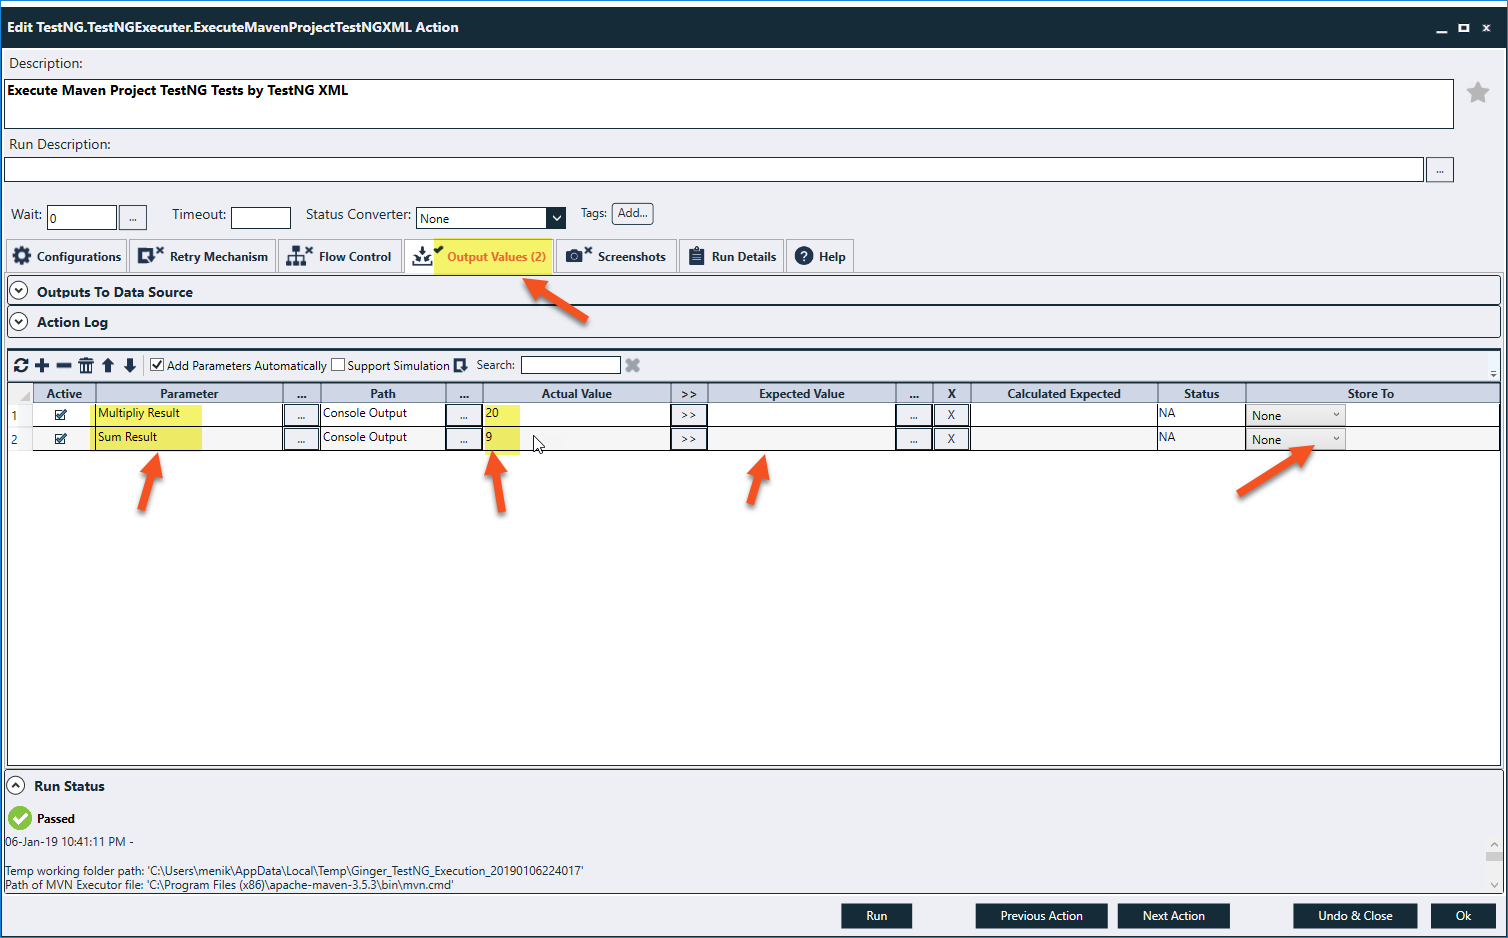 Edit TestNG.TestNGExecuter.ExecuteMavenProjectTestNGXML Action
Description:
Execute Maven Project TestNG Tests by TestNG XML
Run Description:
...
Wait: 0 ... Timeout: Status Converter: None Tags: Add...
Configurations Retry Mechanism Flow Control Output Values (2) Screenshots Run Details Help
Outputs To Data Source
Action Log
Add Parameters Automatically Support Simulation Search:
Active Parameter ... Path ... Actual Value >> Expected Value ... X Calculated Expected Status Store To
1 Multipliy Result ... Console Output ... 20 >> ... X NA None
2 Sum Result ... Console Output ... 9 >> ... X NA None
Run Status
Passed
06-Jan-19 10:41:11 PM -
Temp working folder path: 'C:\Users\menik\AppData\Local\Temp\Ginger_TestNG_Execution_20190106224017'
Path of MVN Executor file: 'C:\Program Files (x86)\apache-maven-3.5.3\bin\mvn.cmd'
Run Previous Action Next Action Undo & Close Ok